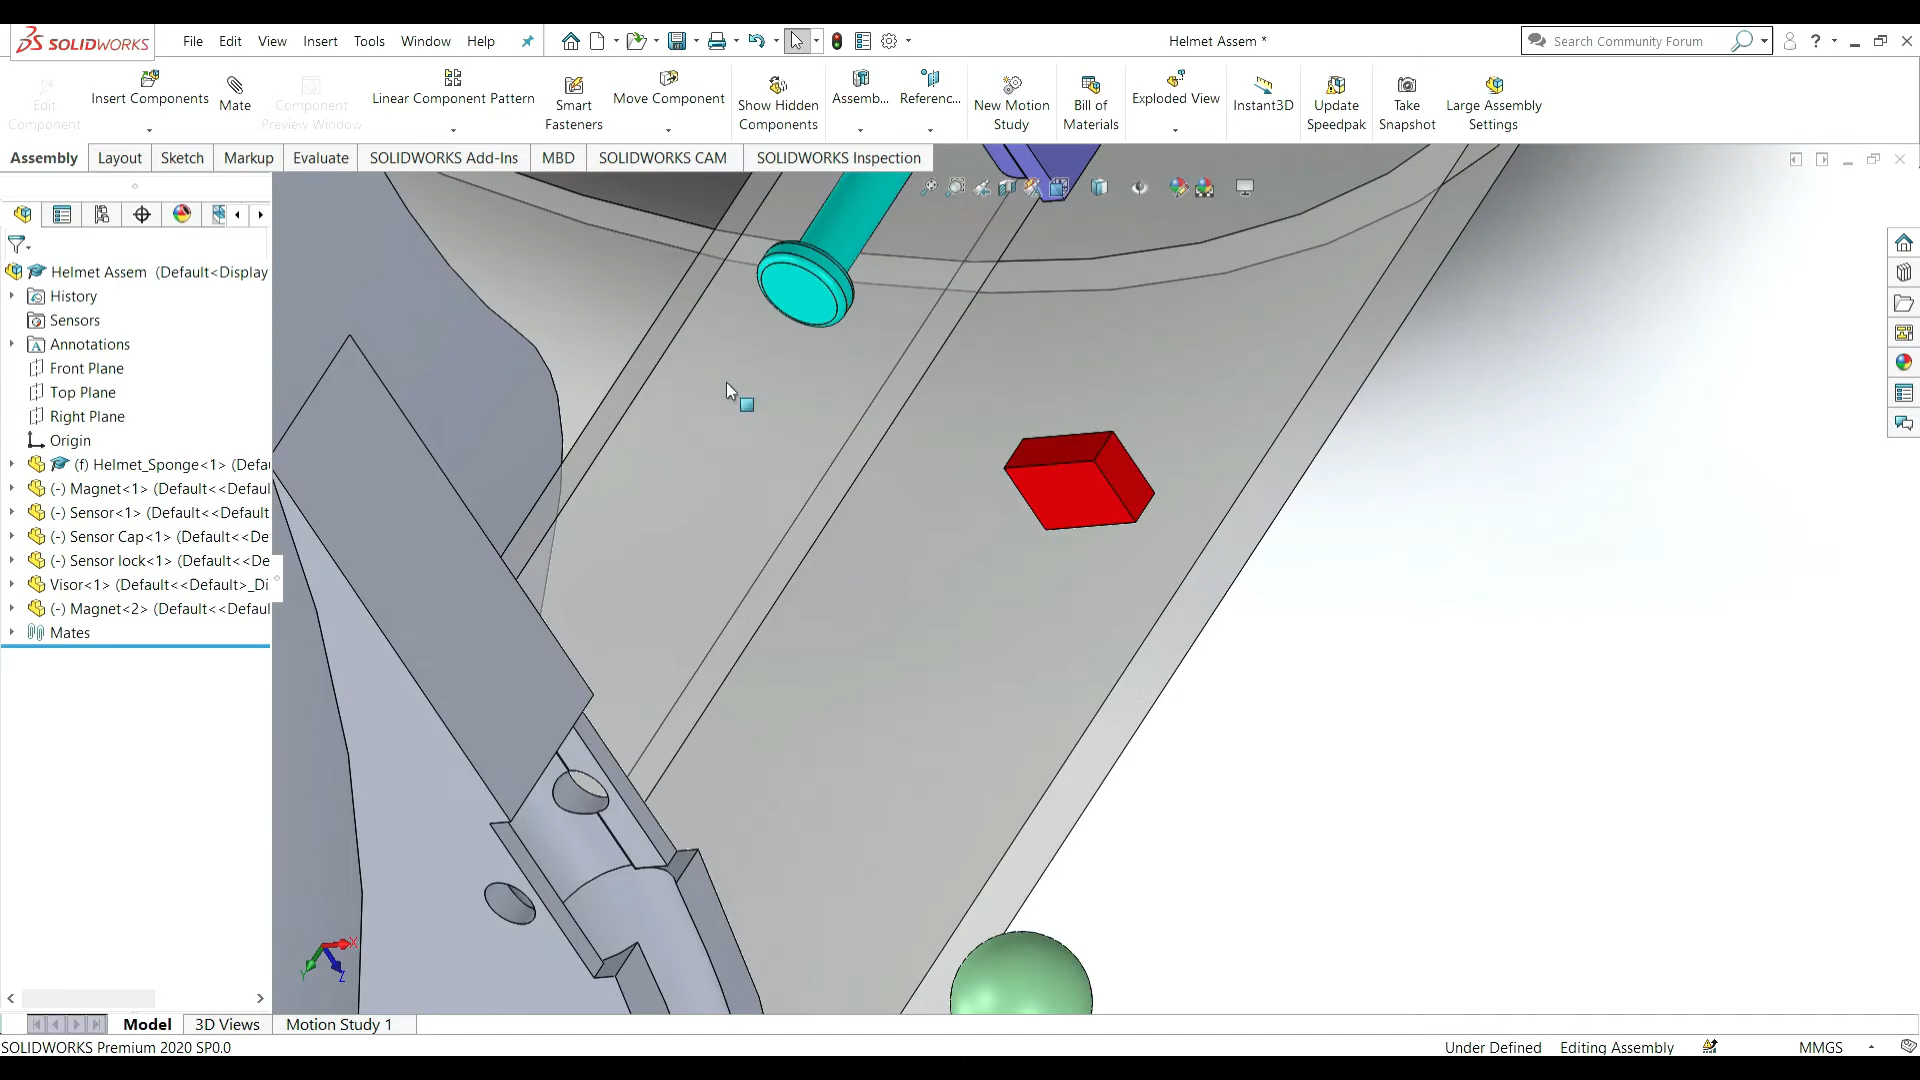 SOLIDWORKS File Edit View Insert Tools Window Help Helmet Assem * Search Community Forum ?
Edit Component
Insert Components
Mate
Component Preview Window
Linear Component Pattern
Smart Fasteners
Move Component
Show Hidden Components
Assemb...
Referenc...
New Motion Study
Bill of Materials
Exploded View
Instant3D
Update Speedpak
Take Snapshot
Large Assembly Settings
Assembly Layout Sketch Markup Evaluate SOLIDWORKS Add-Ins MBD SOLIDWORKS CAM SOLIDWORKS Inspection
Helmet Assem (Default<Display
History
Sensors
Annotations
Front Plane
Top Plane
Right Plane
Origin
(f) Helmet_Sponge<1> (Defau
(-) Magnet<1> (Default<<Defaul
(-) Sensor<1> (Default<<Default
(-) Sensor Cap<1> (Default<<De
(-) Sensor lock<1> (Default<<De
Visor<1> (Default<<Default>_Di
(-) Magnet<2> (Default<<Defaul
Mates
X
Y
Z
Model 3D Views Motion Study 1
SOLIDWORKS Premium 2020 SP0.0 Under Defined Editing Assembly MMGS